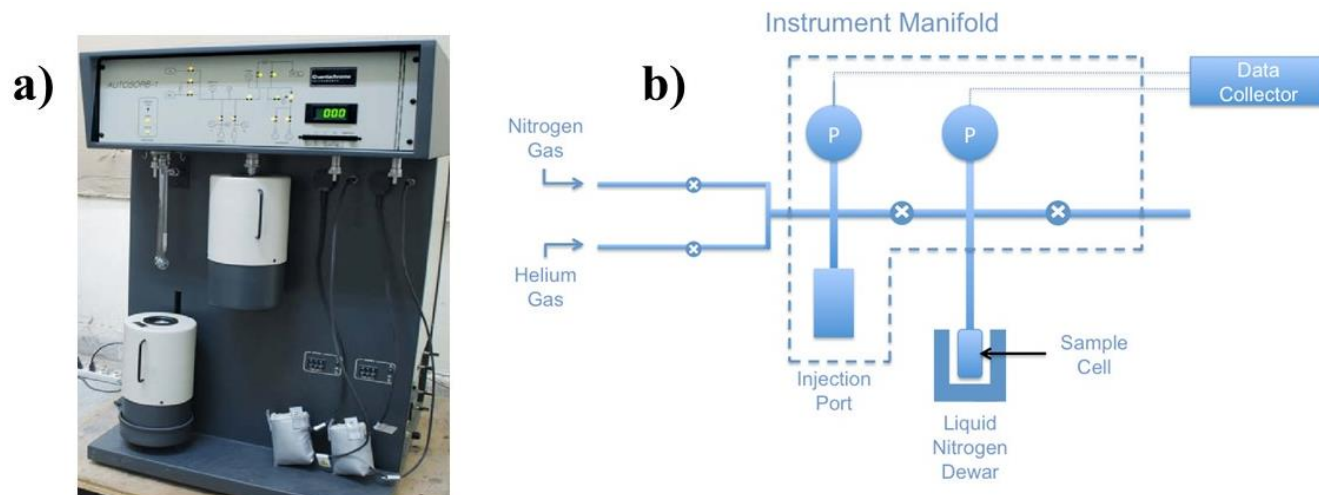 a)
AUTOSORB-1
Quantachrome
INSTRUMENTS
000
b)
Instrument Manifold
Data
Collector
P
P
Nitrogen
Gas
Helium
Gas
Injection
Port
Sample
Cell
Liquid
Nitrogen
Dewar